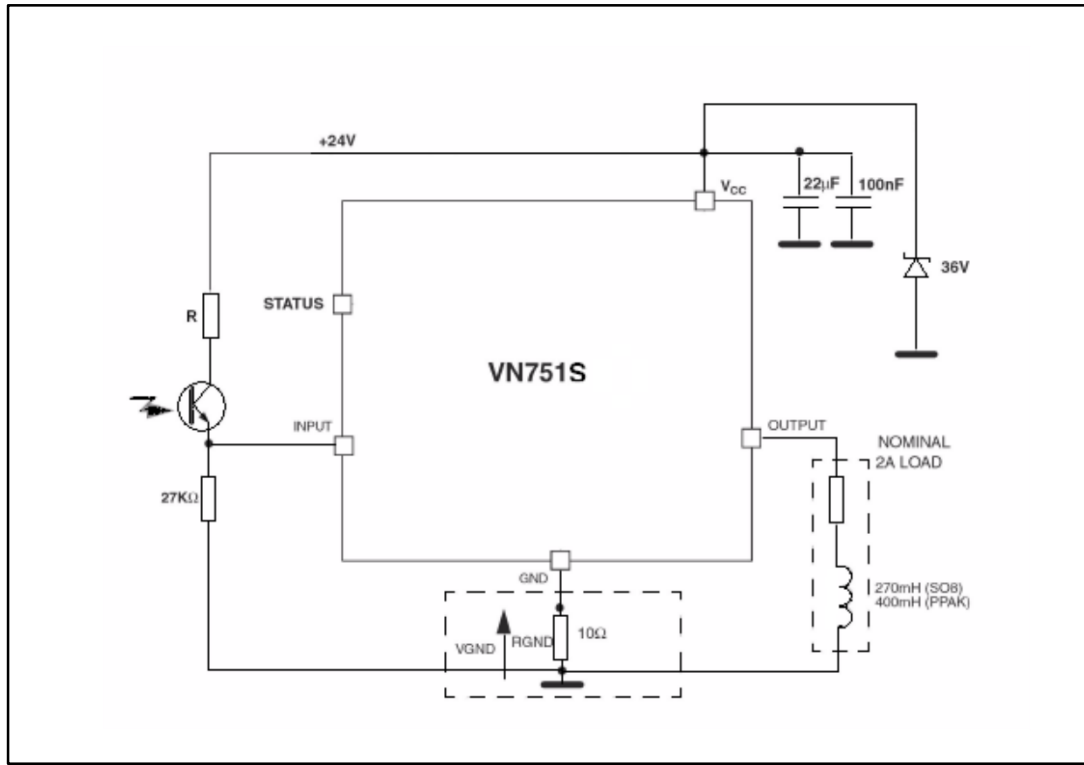 +24V
VCC
22µF
100nF
36V
STATUS
R
VN751S
INPUT
OUTPUT
NOMINAL
2A LOAD
27KΩ
GND
270mH (SO8)
400mH (PPAK)
VGND
RGND
10Ω